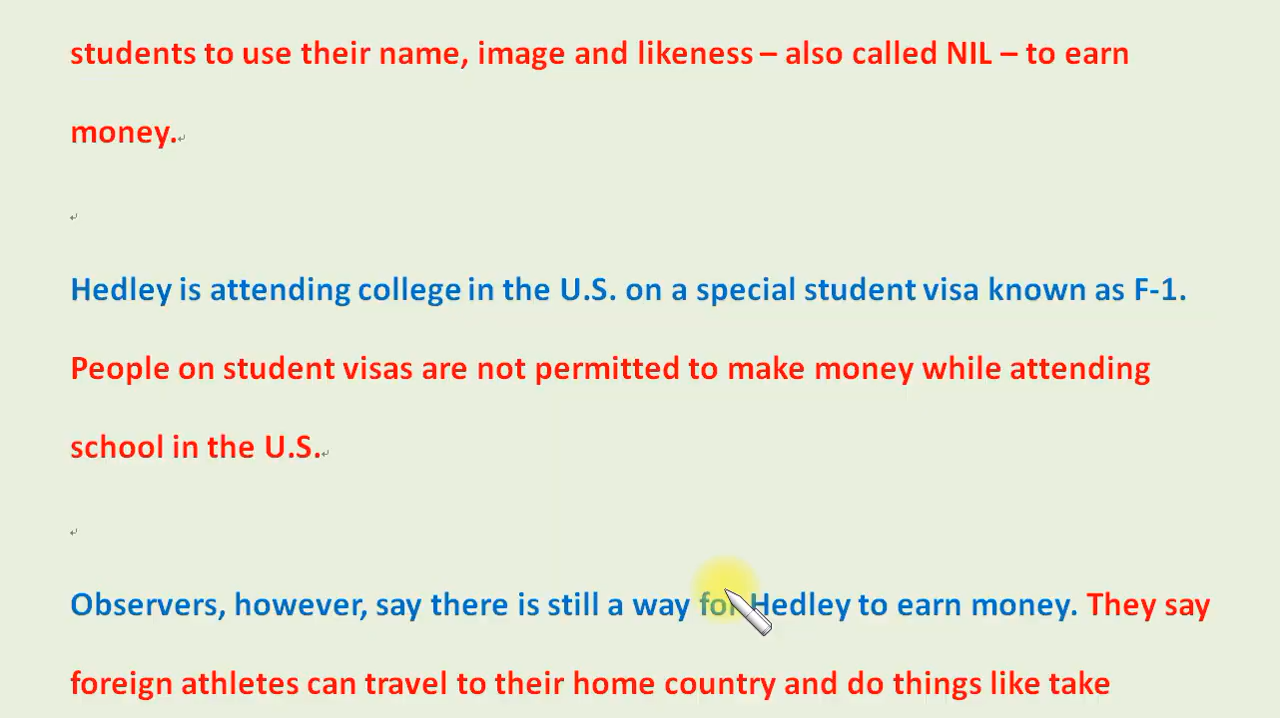 students to use their name, image and likeness – also called NIL – to earn
money.
Hedley is attending college in the U.S. on a special student visa known as F-1.
People on student visas are not permitted to make money while attending
school in the U.S.
Observers, however, say there is still a way for Hedley to earn money. They say
foreign athletes can travel to their home country and do things like take